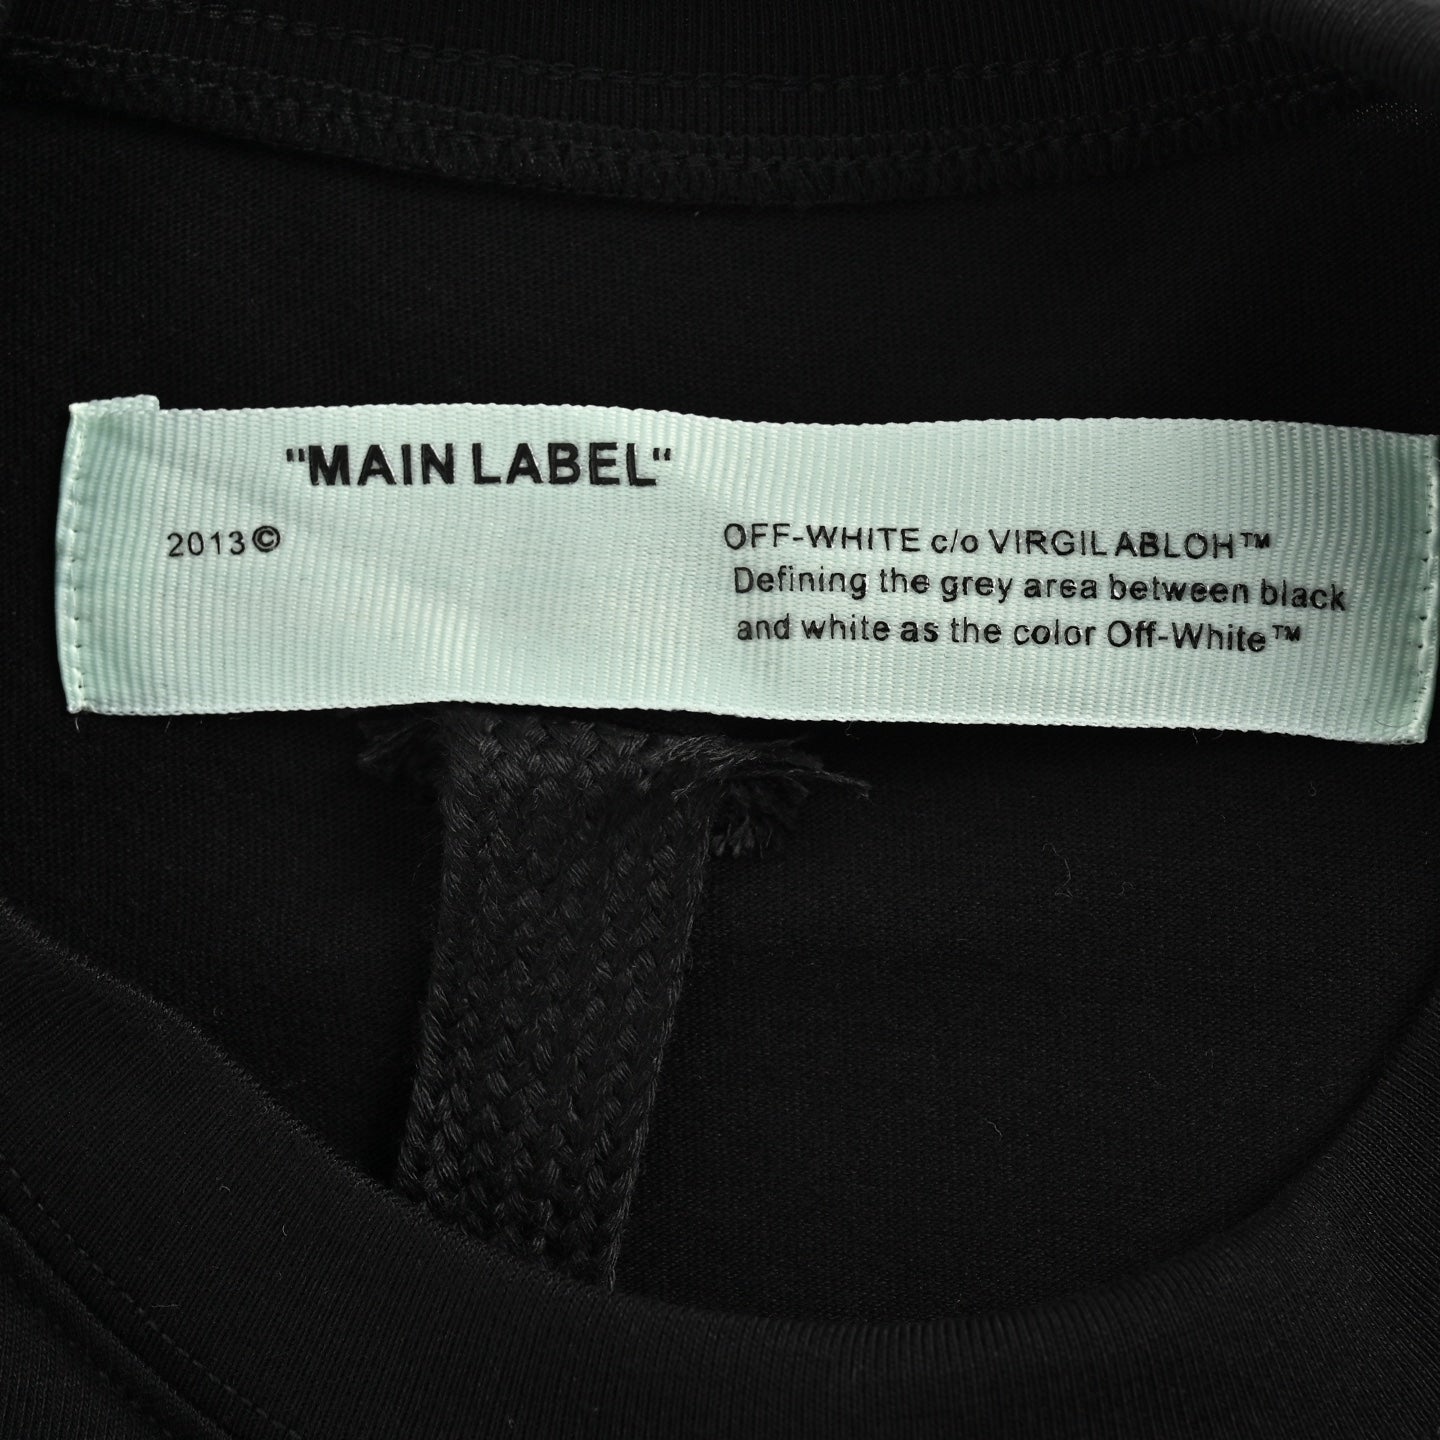 "MAIN LABEL"
2013©
OFF-WHITE c/o VIRGIL ABLOH™
Defining the grey area between black
and white as the color Off-White™